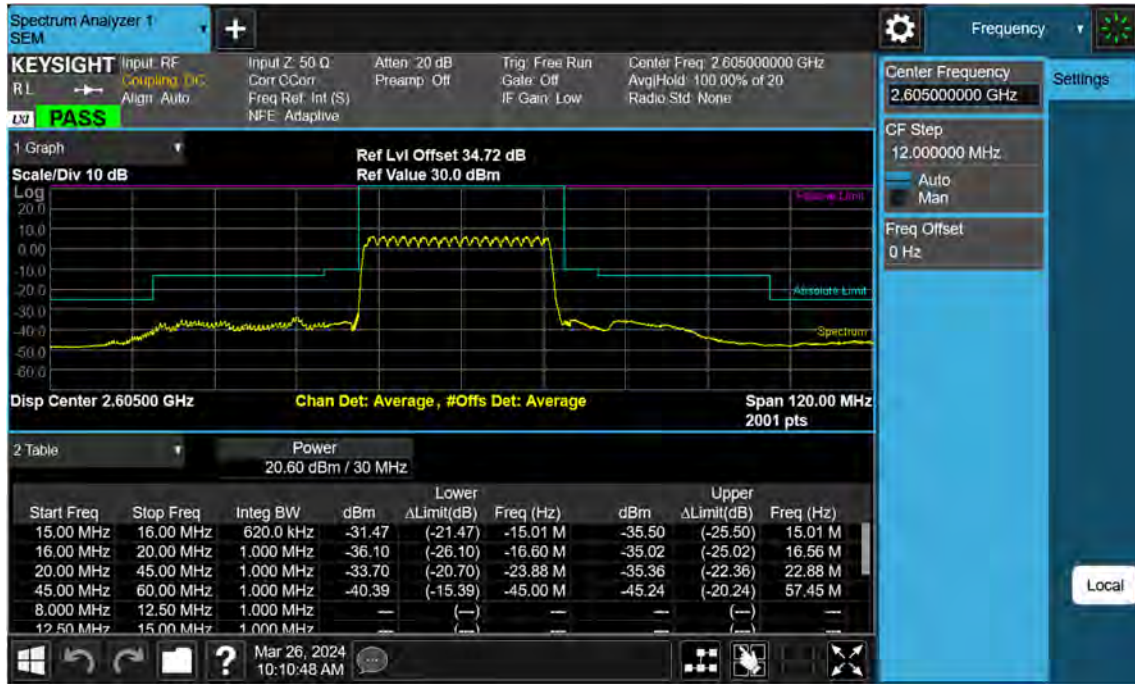 Spectrum Analyzer 1
SEM
+
Frequency
KEYSIGHT
RL
LXI
PASS
Input: RF
Coupling: DC
Align: Auto
Input Z: 50 Ω
Corr CCorr
Freq Ref: Int (S)
NFE: Adaptive
Atten: 20 dB
Preamp: Off
Trig: Free Run
Gate: Off
IF Gain: Low
Center Freq: 2.605000000 GHz
Avg|Hold: 100.00% of 20
Radio Std: None
Center Frequency
2.605000000 GHz
Settings
CF Step
12.000000 MHz
Auto
Man
Freq Offset
0 Hz
1 Graph
Scale/Div 10 dB
Ref Lvl Offset 34.72 dB
Ref Value 30.0 dBm
Log
20.0
10.0
0.00
-10.0
-20.0
-30.0
-40.0
-50.0
-60.0
Relative Limit
Absolute Limit
Spectrum
Disp Center 2.60500 GHz
Chan Det: Average, #Offs Det: Average
Span 120.00 MHz
2001 pts
2 Table
Power
20.60 dBm / 30 MHz
Lower Upper
Start Freq Stop Freq Integ BW dBm ΔLimit(dB) Freq (Hz) dBm ΔLimit(dB) Freq (Hz)
15.00 MHz 16.00 MHz 620.0 kHz -31.47 (-21.47) -15.01 M -35.50 (-25.50) 15.01 M
16.00 MHz 20.00 MHz 1.000 MHz -36.10 (-26.10) -16.60 M -35.02 (-25.02) 16.56 M
20.00 MHz 45.00 MHz 1.000 MHz -33.70 (-20.70) -23.88 M -35.36 (-22.36) 22.88 M
45.00 MHz 60.00 MHz 1.000 MHz -40.39 (-15.39) -45.00 M -45.24 (-20.24) 57.45 M
8.000 MHz 12.50 MHz 1.000 MHz — (—) — — (—) —
12.50 MHz 15.00 MHz 1.000 MHz — (—) — — (—) —
Local
?
Mar 26, 2024
10:10:48 AM